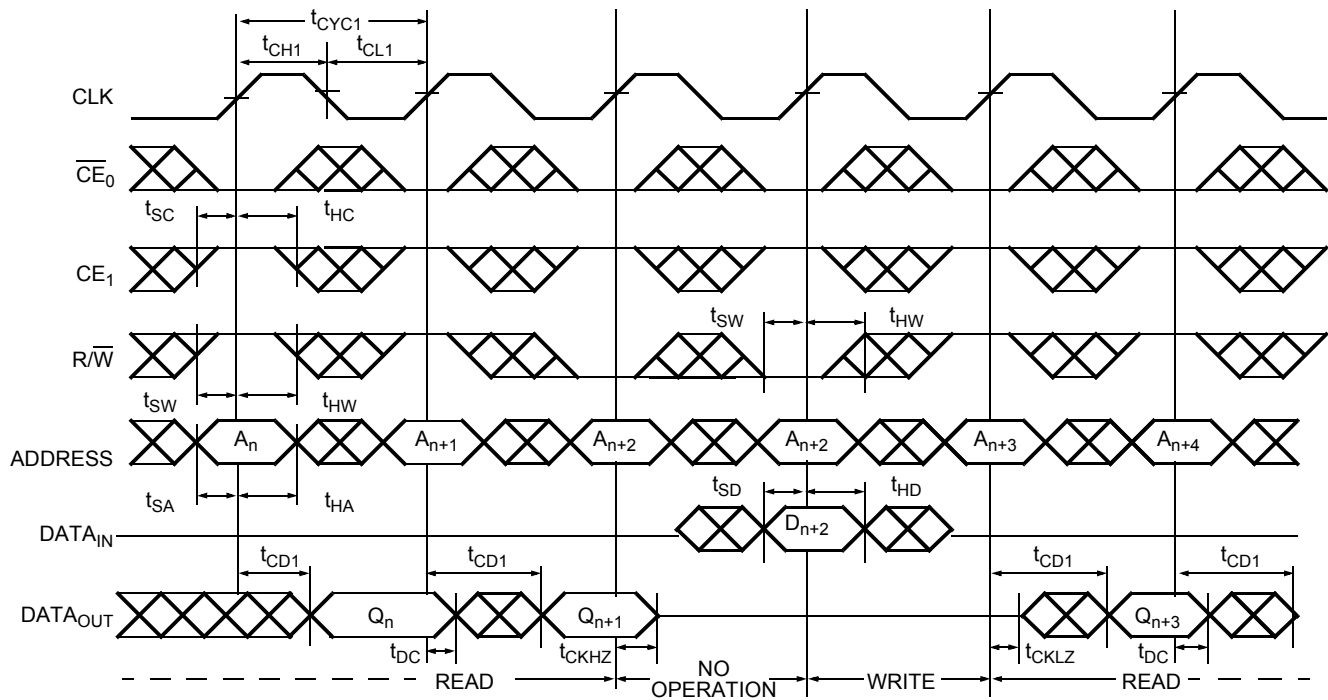 tCYC1
tCH1 tCL1
CLK
CE0
tSC tHC
CE1
tSW tHW
R/W
tSW tHW
An An+1 An+2 An+2 An+3 An+4
ADDRESS
tSA tHA tSD tHD
DATAIN Dn+2
tCD1 tCD1 tCD1 tCD1
DATAOUT Qn Qn+1 Qn+3
tDC tCKHZ tCKLZ tDC
READ NO OPERATION WRITE READ